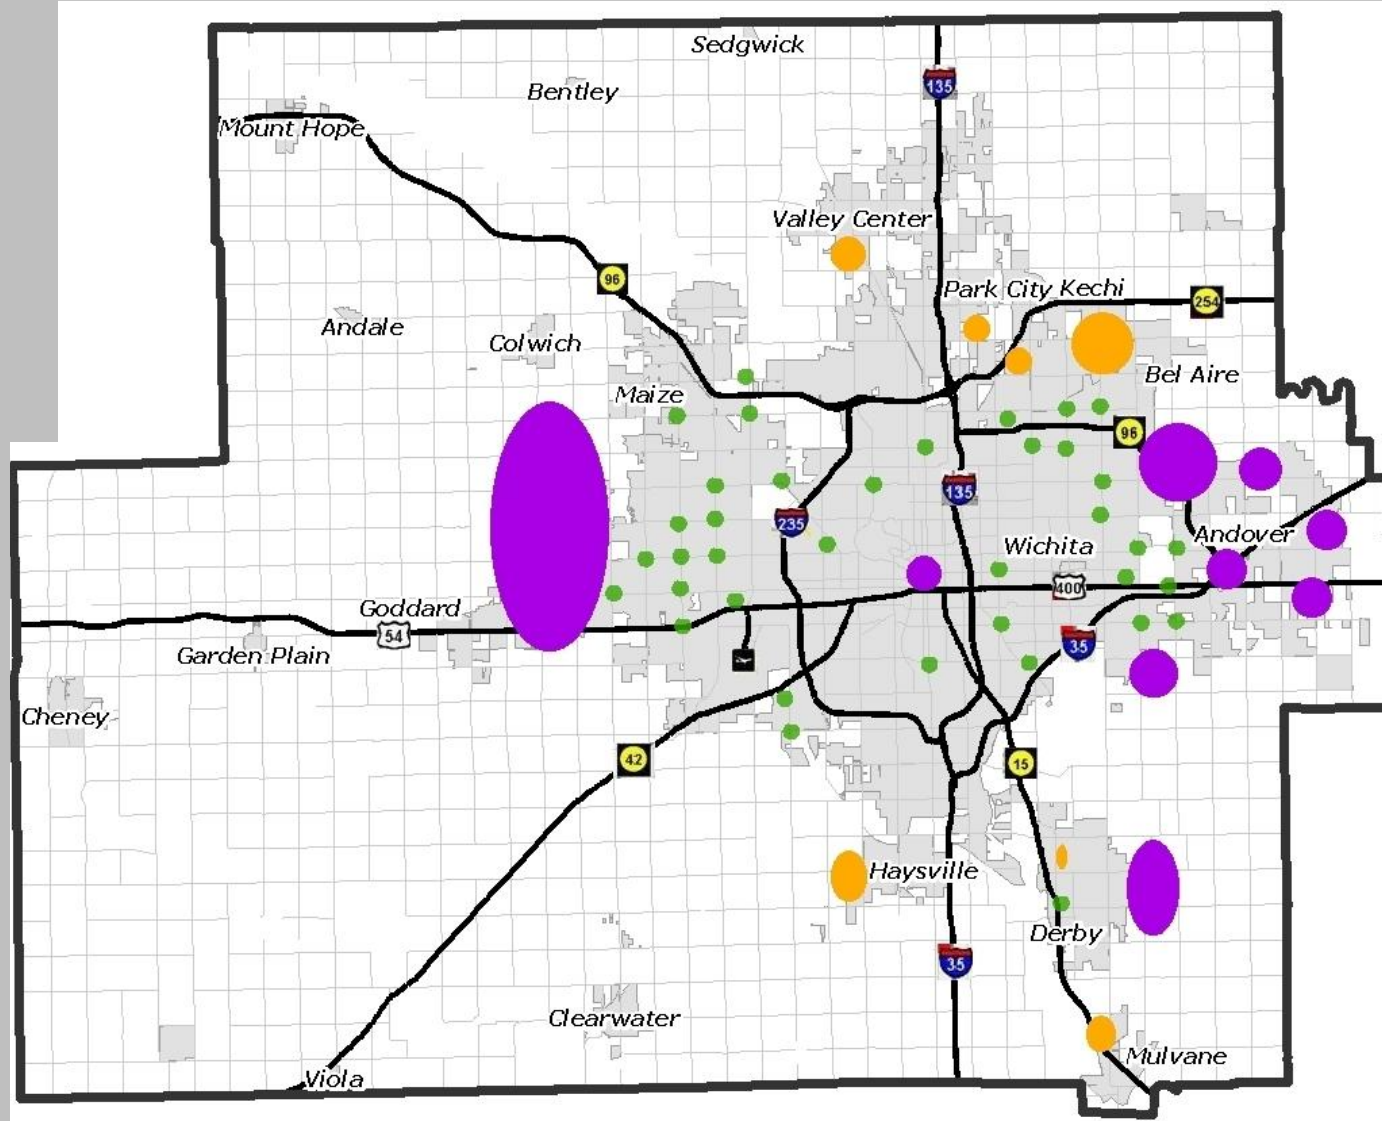 Sedgwick
135
Bentley
Mount Hope
Valley Center
96
Park City Kechi
254
Andale
Colwich
Bel Aire
Maize
96
135
235
Andover
Wichita
400
Goddard
54
35
Garden Plain
Cheney
42
15
Haysville
Derby
35
Clearwater
Mulvane
Viola